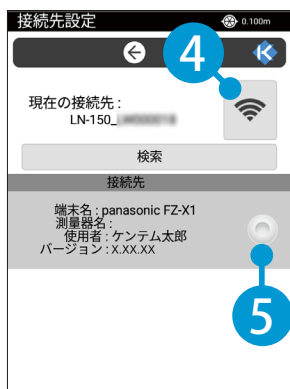 接続先設定
0.100m
4
現在の接続先 :
LN-150_
検索
接続先
端末名 : panasonic FZ-X1
測量器名 :
使用者 : ケンテム太郎
バージョン : X.XX.XX
5